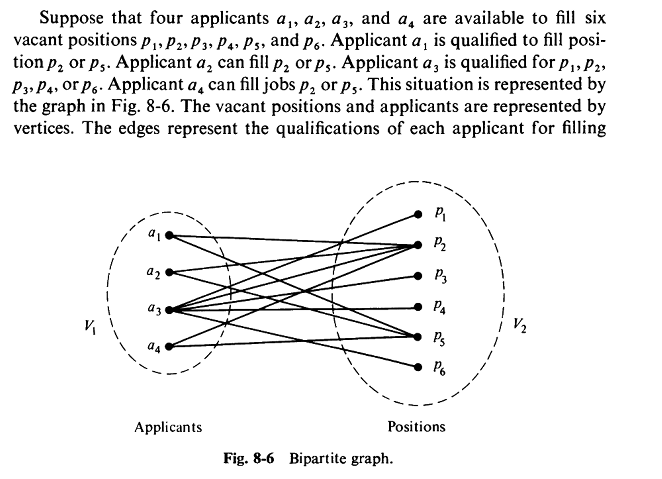 Suppose that four applicants a₁, a₂, a₃, and a₄ are available to fill six
vacant positions p₁, p₂, p₃, p₄, p₅, and p₆. Applicant a₁ is qualified to fill posi-
tion p₂ or p₅. Applicant a₂ can fill p₂ or p₅. Applicant a₃ is qualified for p₁, p₂,
p₃, p₄, or p₆. Applicant a₄ can fill jobs p₂ or p₅. This situation is represented by
the graph in Fig. 8-6. The vacant positions and applicants are represented by
vertices. The edges represent the qualifications of each applicant for filling
a₁
a₂
a₃
a₄
V₁
p₁
p₂
p₃
p₄
p₅
p₆
V₂
Applicants
Positions
Fig. 8-6 Bipartite graph.